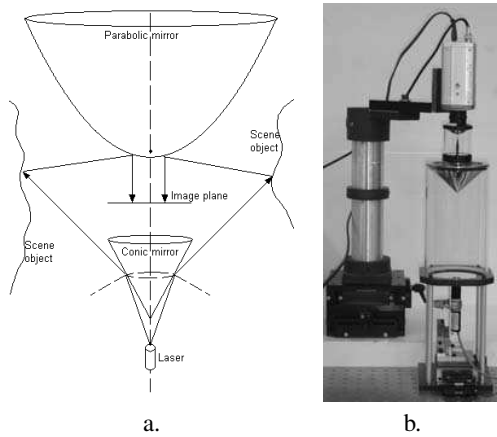 Parabolic mirror
Scene
object
Image plane
Conic mirror
Scene
object
Laser
a.
b.